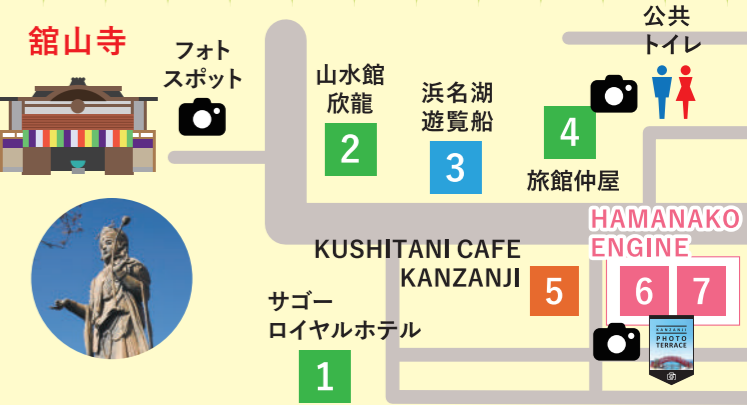 舘山寺
フォト
スポット
山水館
欣龍
2
浜名湖
遊覧船
3
4
旅館仲屋
公共
トイレ
KUSHITANI CAFE
KANZANJI
5
HAMANAKO
ENGINE
6 7
KANZANJI
PHOTO
TERRACE
サゴー
ロイヤルホテル
1